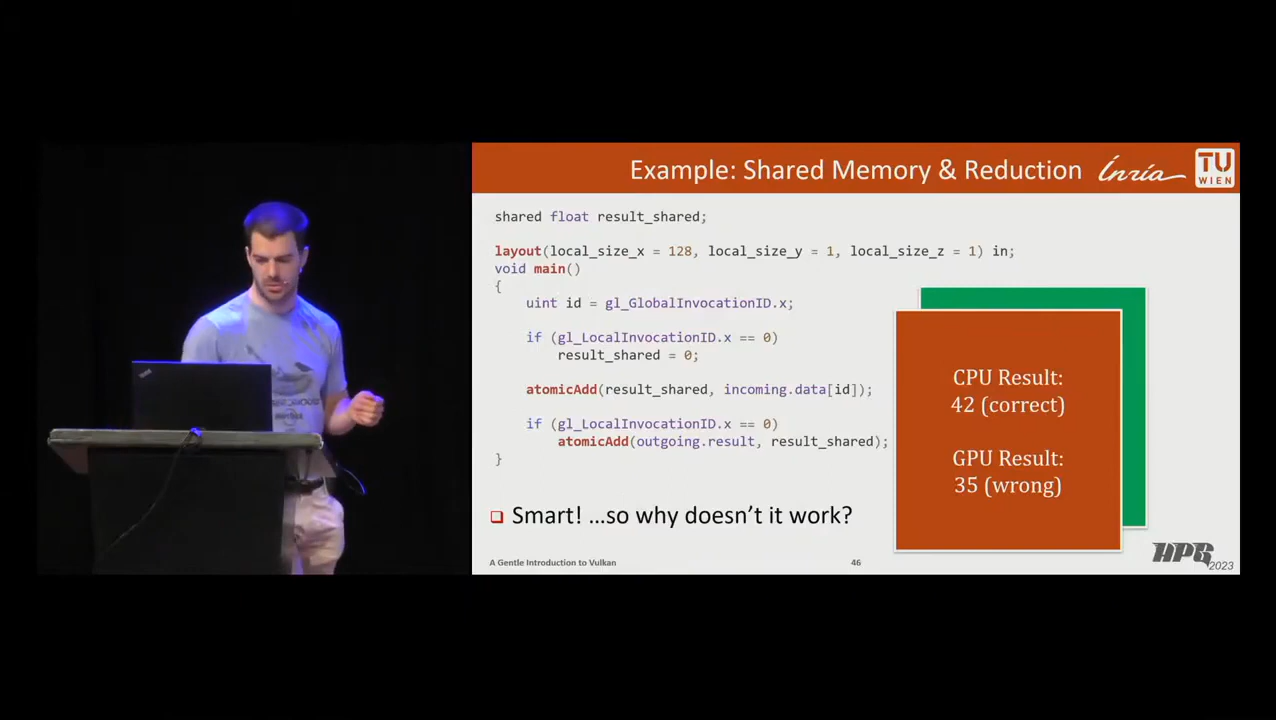 Example: Shared Memory & Reduction
Inria
TU
WIEN
shared float result_shared;
layout(local_size_x = 128, local_size_y = 1, local_size_z = 1) in;
void main()
{
uint id = gl_GlobalInvocationID.x;
if (gl_LocalInvocationID.x == 0)
result_shared = 0;
atomicAdd(result_shared, incoming.data[id]);
if (gl_LocalInvocationID.x == 0)
atomicAdd(outgoing.result, result_shared);
}
CPU Result:
42 (correct)
GPU Result:
35 (wrong)
❑ Smart! …so why doesn’t it work?
A Gentle Introduction to Vulkan
46
HPG
2023